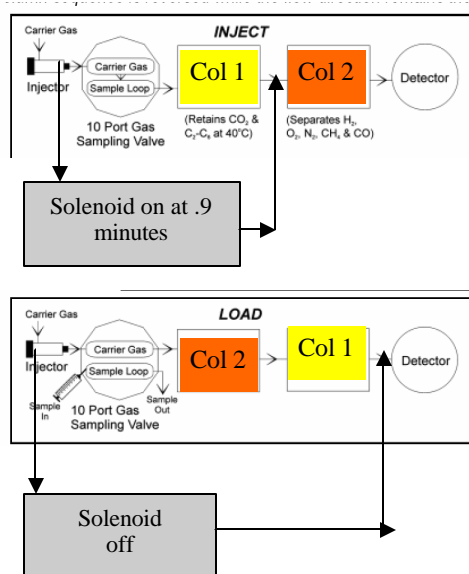 INJECT
Carrier Gas
Injector
Carrier Gas
Sample Loop
10 Port Gas
Sampling Valve
Col 1
(Retains CO₂ &
C₂-C₆ at 40°C)
Col 2
(Separates H₂,
O₂, N₂, CH₄ & CO)
Detector
Solenoid on at .9
minutes
LOAD
Carrier Gas
Injector
Carrier Gas
Sample Loop
Sample
In
Sample
Out
10 Port Gas
Sampling Valve
Col 2
Col 1
Detector
Solenoid
off